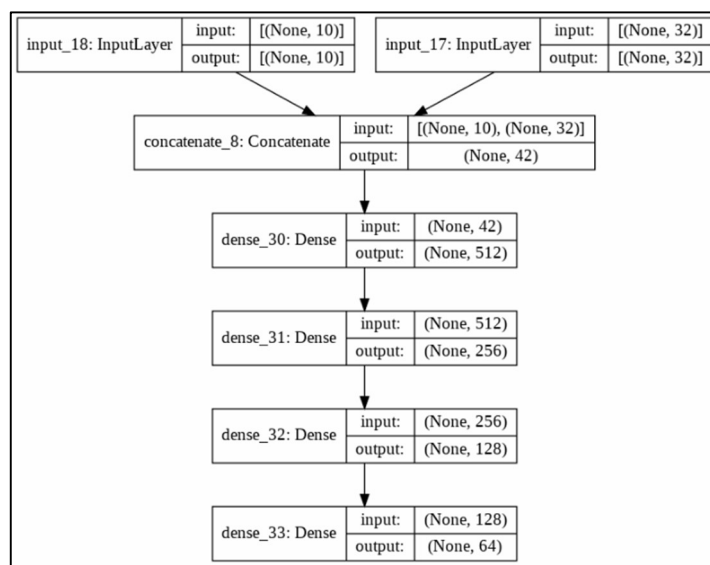 input_18: InputLayer
input: [(None, 10)]
output: [(None, 10)]
input_17: InputLayer
input: [(None, 32)]
output: [(None, 32)]
concatenate_8: Concatenate
input: [(None, 10), (None, 32)]
output: (None, 42)
dense_30: Dense
input: (None, 42)
output: (None, 512)
dense_31: Dense
input: (None, 512)
output: (None, 256)
dense_32: Dense
input: (None, 256)
output: (None, 128)
dense_33: Dense
input: (None, 128)
output: (None, 64)